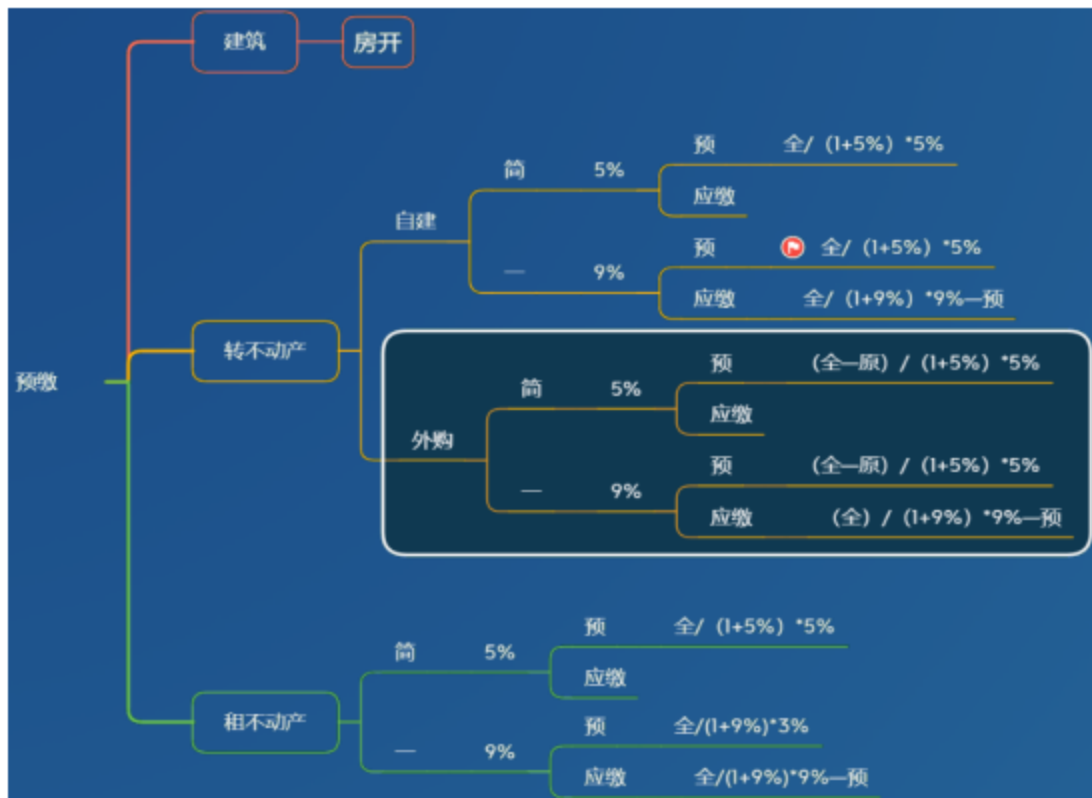 建筑 房开
预 全/（1+5%）*5%
简 5%
应缴
自建
预 全/（1+5%）*5%
— 9%
应缴 全/（1+9%）*9%—预
转不动产
预 （全—原）/（1+5%）*5%
预缴
简 5%
应缴
外购
预 （全—原）/（1+5%）*5%
— 9%
应缴 （全）/（1+9%）*9%—预
预 全/（1+5%）*5%
简 5%
应缴
租不动产
预 全/(1+9%)*3%
— 9%
应缴 全/(1+9%)*9%—预